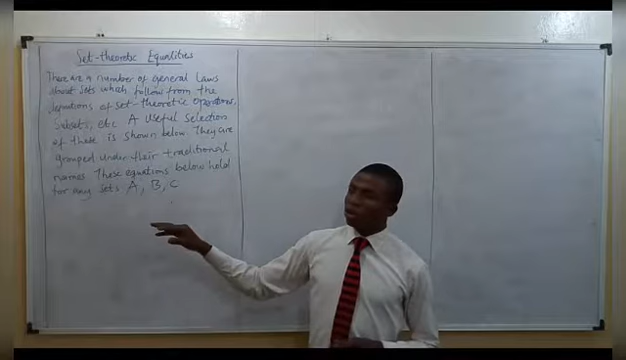 Set-theoretic Equalities
There are a number of general Laws
about sets which follow from the
definitions of set-theoretic operations,
Subsets, etc A useful selection
of these is shown below. They are
grouped under their traditional
names These equations below hold
for any sets A, B, C